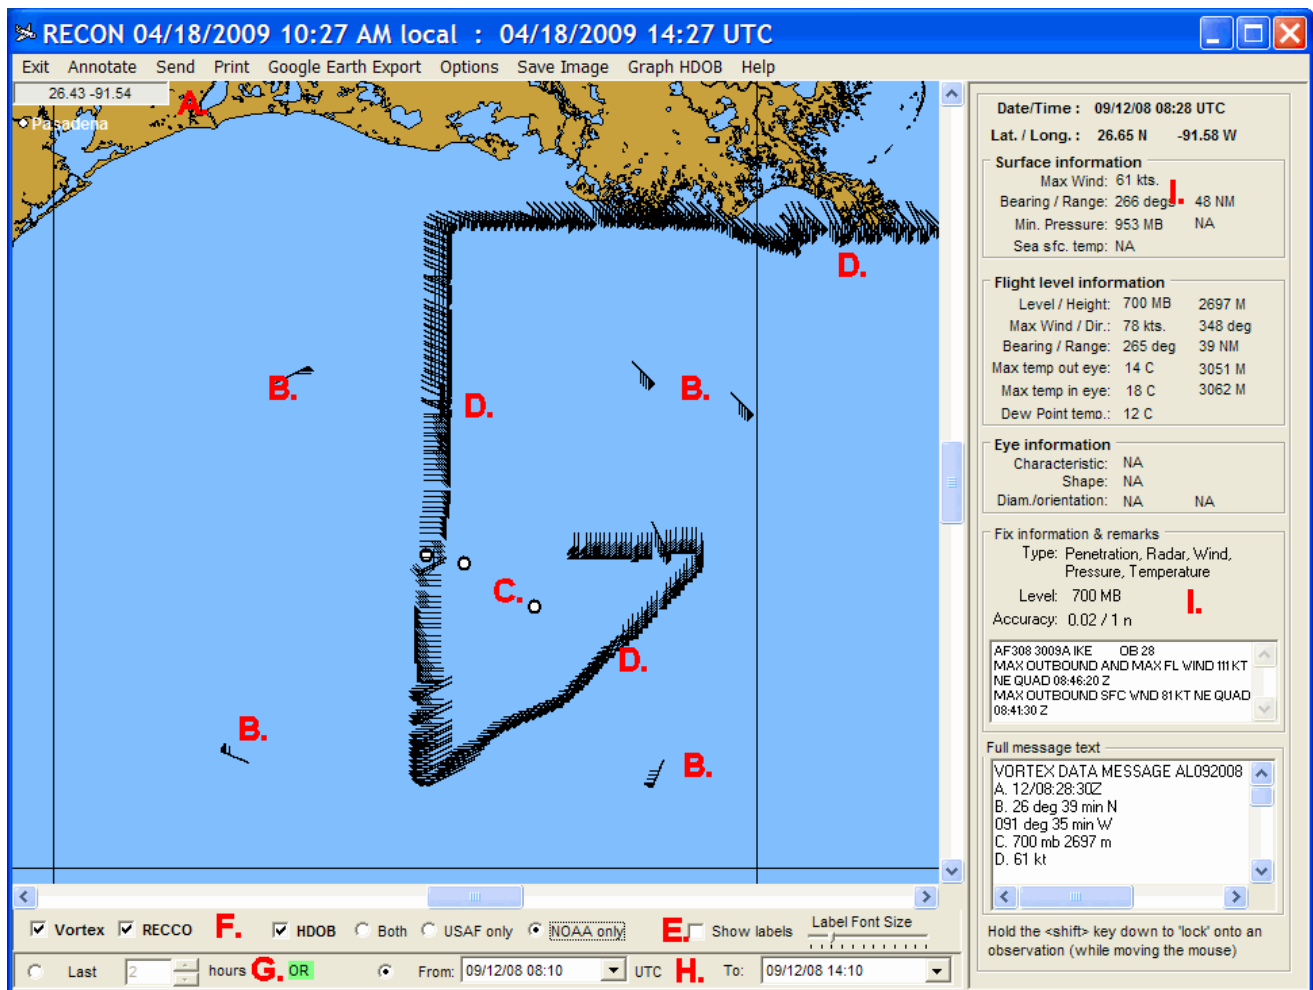 RECON 04/18/2009 10:27 AM local : 04/18/2009 14:27 UTC
Exit Annotate Send Print Google Earth Export Options Save Image Graph HDOB Help
26.43 -91.54
A.
Pasadena
D.
B.
B.
D.
C.
D.
B.
B.
Date/Time : 09/12/08 08:28 UTC
Lat. / Long. : 26.65 N -91.58 W
Surface information
Max Wind: 61 kts.
I.
Bearing / Range: 266 degs 48 NM
Min. Pressure: 953 MB NA
Sea sfc. temp: NA
Flight level information
Level / Height: 700 MB 2697 M
Max Wind / Dir.: 78 kts. 348 deg
Bearing / Range: 265 deg 39 NM
Max temp out eye: 14 C 3051 M
Max temp in eye: 18 C 3062 M
Dew Point temp.: 12 C
Eye information
Characteristic: NA
Shape: NA
Diam./orientation: NA NA
Fix information & remarks
Type: Penetration, Radar, Wind,
Pressure, Temperature
Level: 700 MB
I.
Accuracy: 0.02 / 1 n
AF308 3009A IKE OB 28
MAX OUTBOUND AND MAX FL WIND 111 KT
NE QUAD 08:46:20 Z
MAX OUTBOUND SFC WND 81 KT NE QUAD
08:41:30 Z
Full message text
VORTEX DATA MESSAGE AL092008
A. 12/08:28:30Z
B. 26 deg 39 min N
091 deg 35 min W
C. 700 mb 2697 m
D. 61 kt
Hold the <shift> key down to 'lock' onto an
observation (while moving the mouse)
Vortex RECCO F. HDOB Both USAF only NOAA only E. Show labels Label Font Size
Last 2 hours G. OR From: 09/12/08 08:10 UTC H. To: 09/12/08 14:10